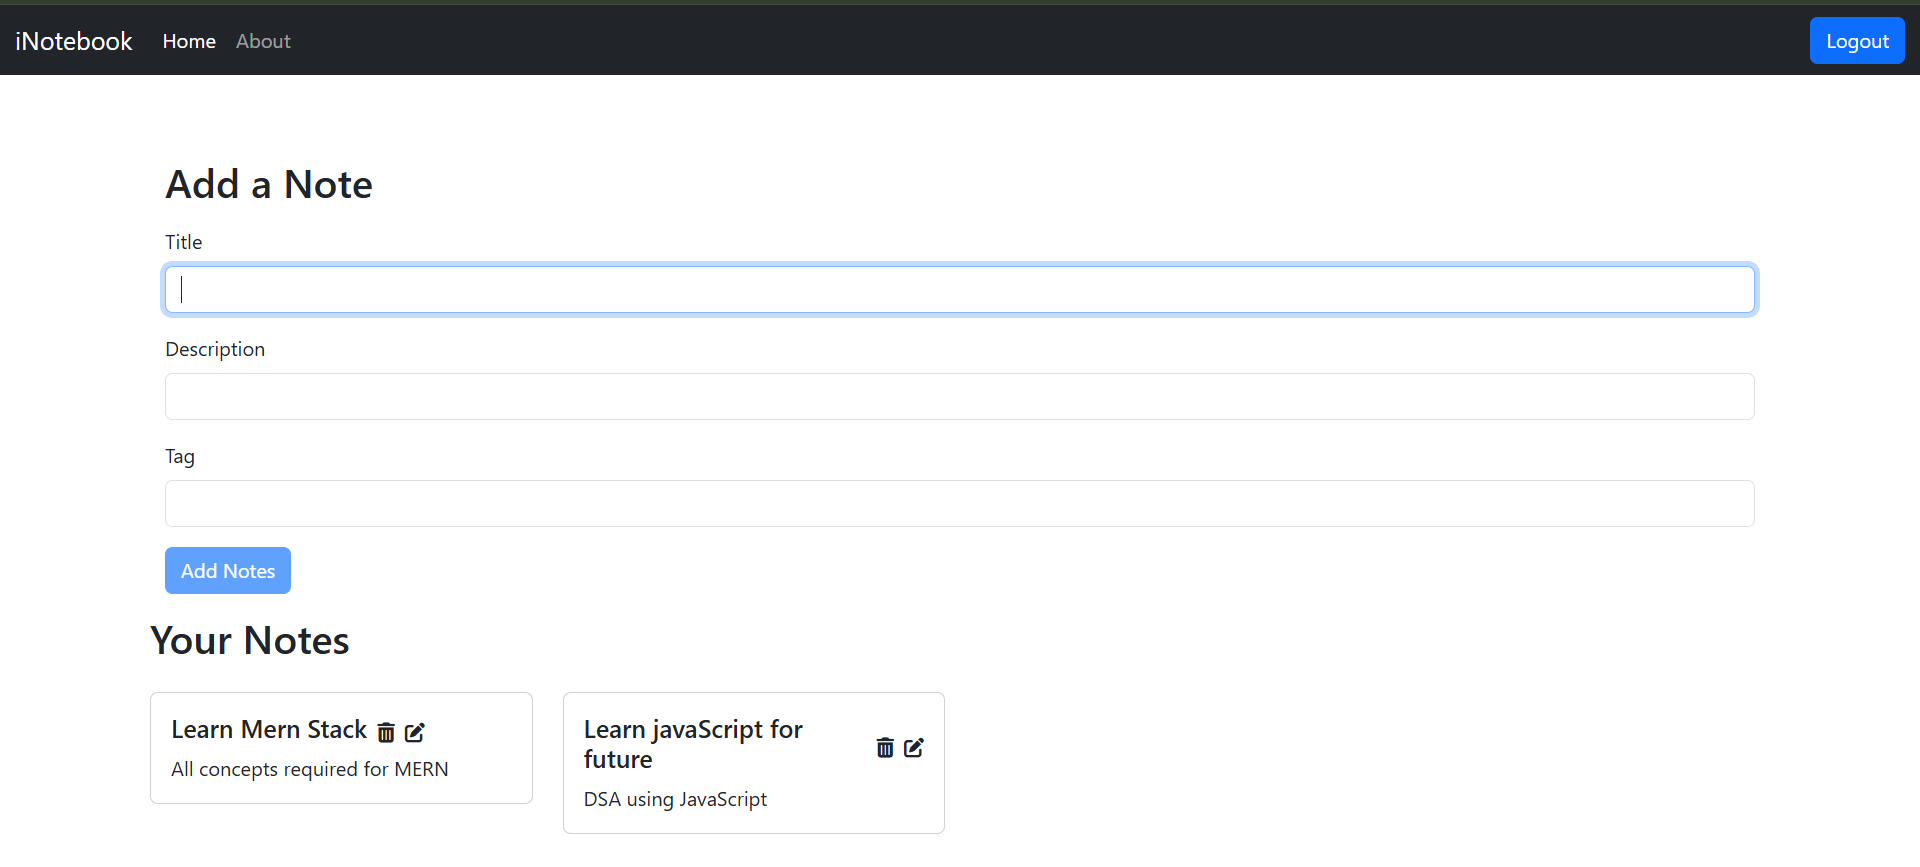 iNotebook Home About Logout
Add a Note
Title
Description
Tag
Add Notes
Your Notes
Learn Mern Stack
All concepts required for MERN
Learn javaScript for
future
DSA using JavaScript